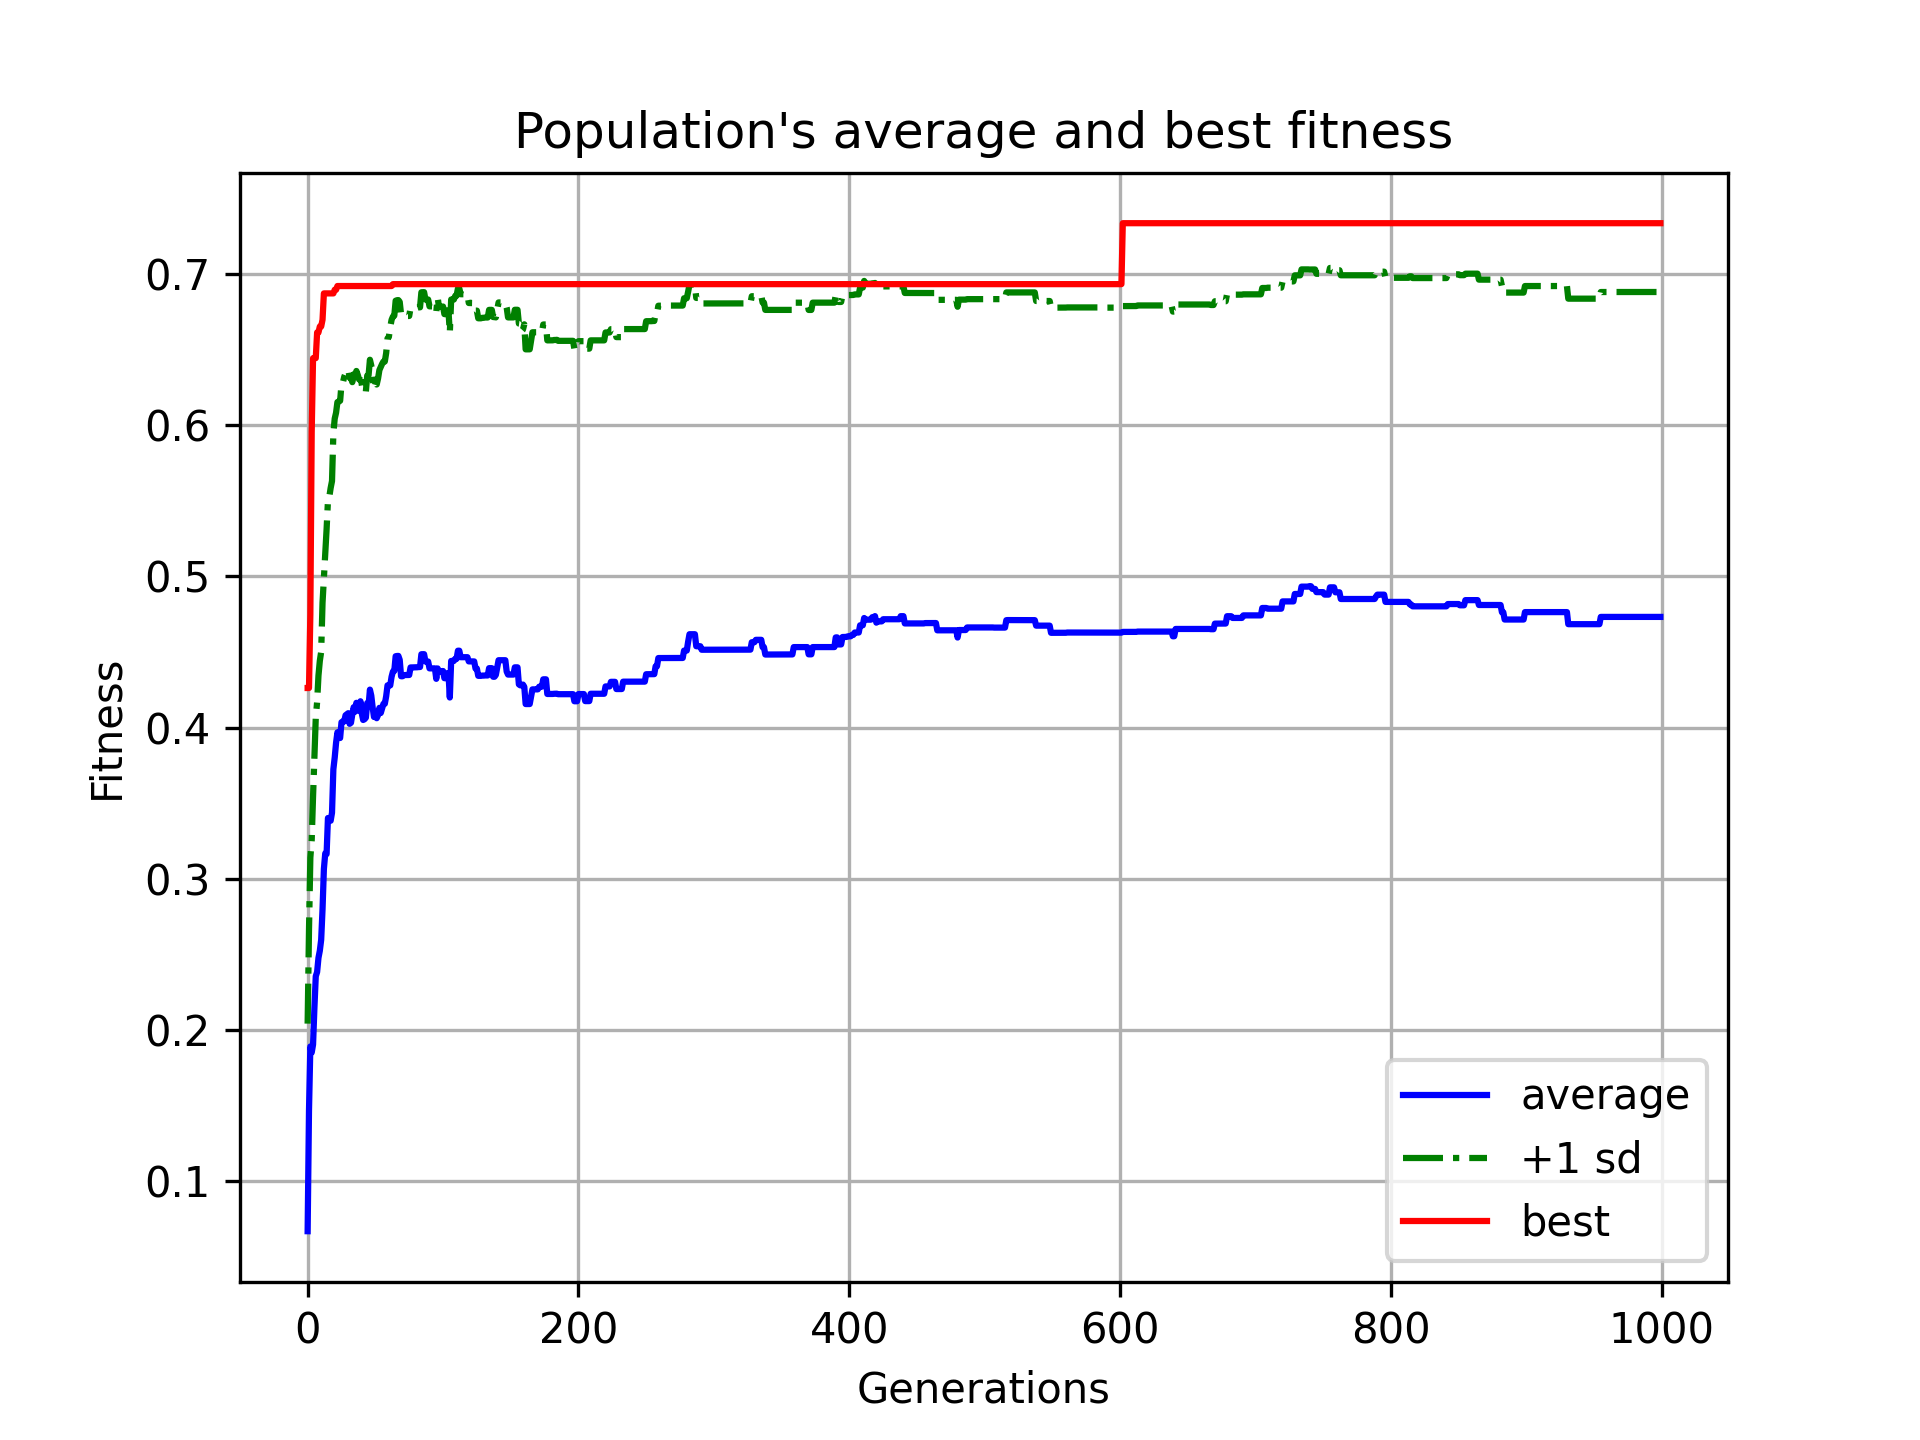 Population's average and best fitness
Fitness
0.7
0.6
0.5
0.4
0.3
0.2
0.1
0 200 400 600 800 1000
Generations
average
+1 sd
best